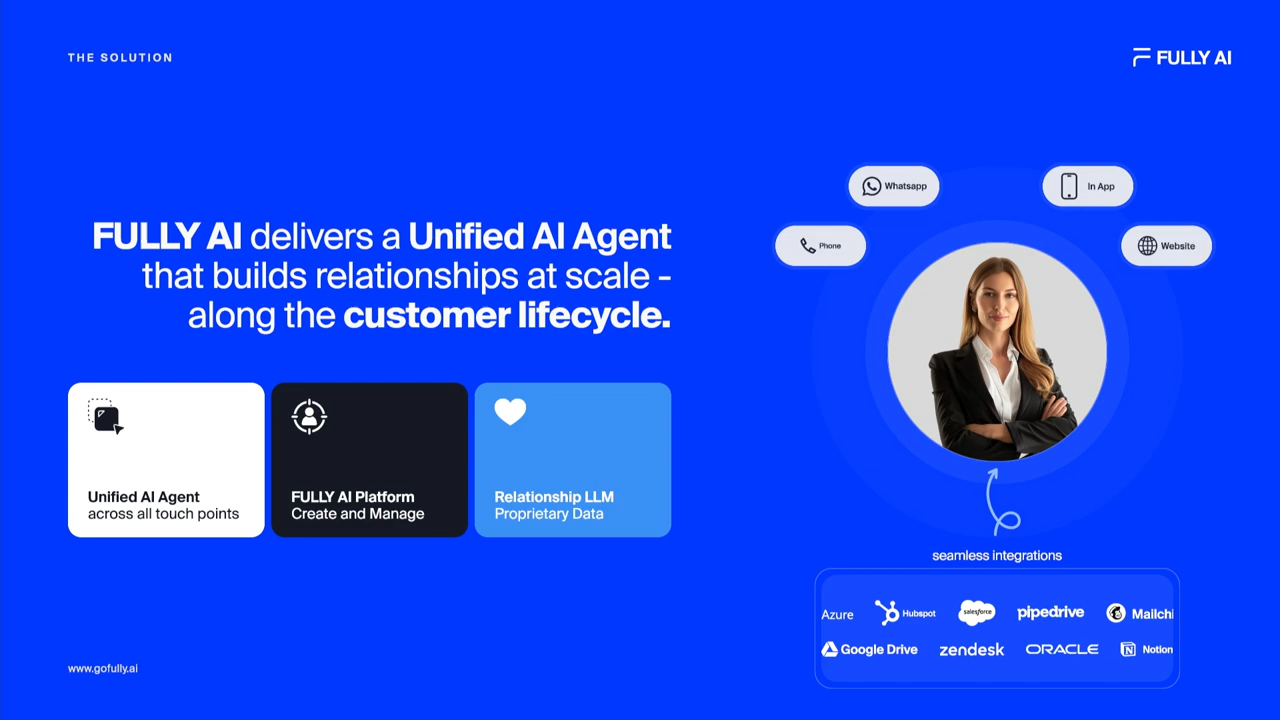 THE SOLUTION
FULLY AI
FULLY AI delivers a Unified AI Agent
that builds relationships at scale -
along the customer lifecycle.
Unified AI Agent
across all touch points
FULLY AI Platform
Create and Manage
Relationship LLM
Proprietary Data
Whatsapp
In App
Phone
Website
seamless integrations
Azure
Hubspot
salesforce
pipedrive
Mailchi
Google Drive
zendesk
ORACLE
Notion
www.gofully.ai